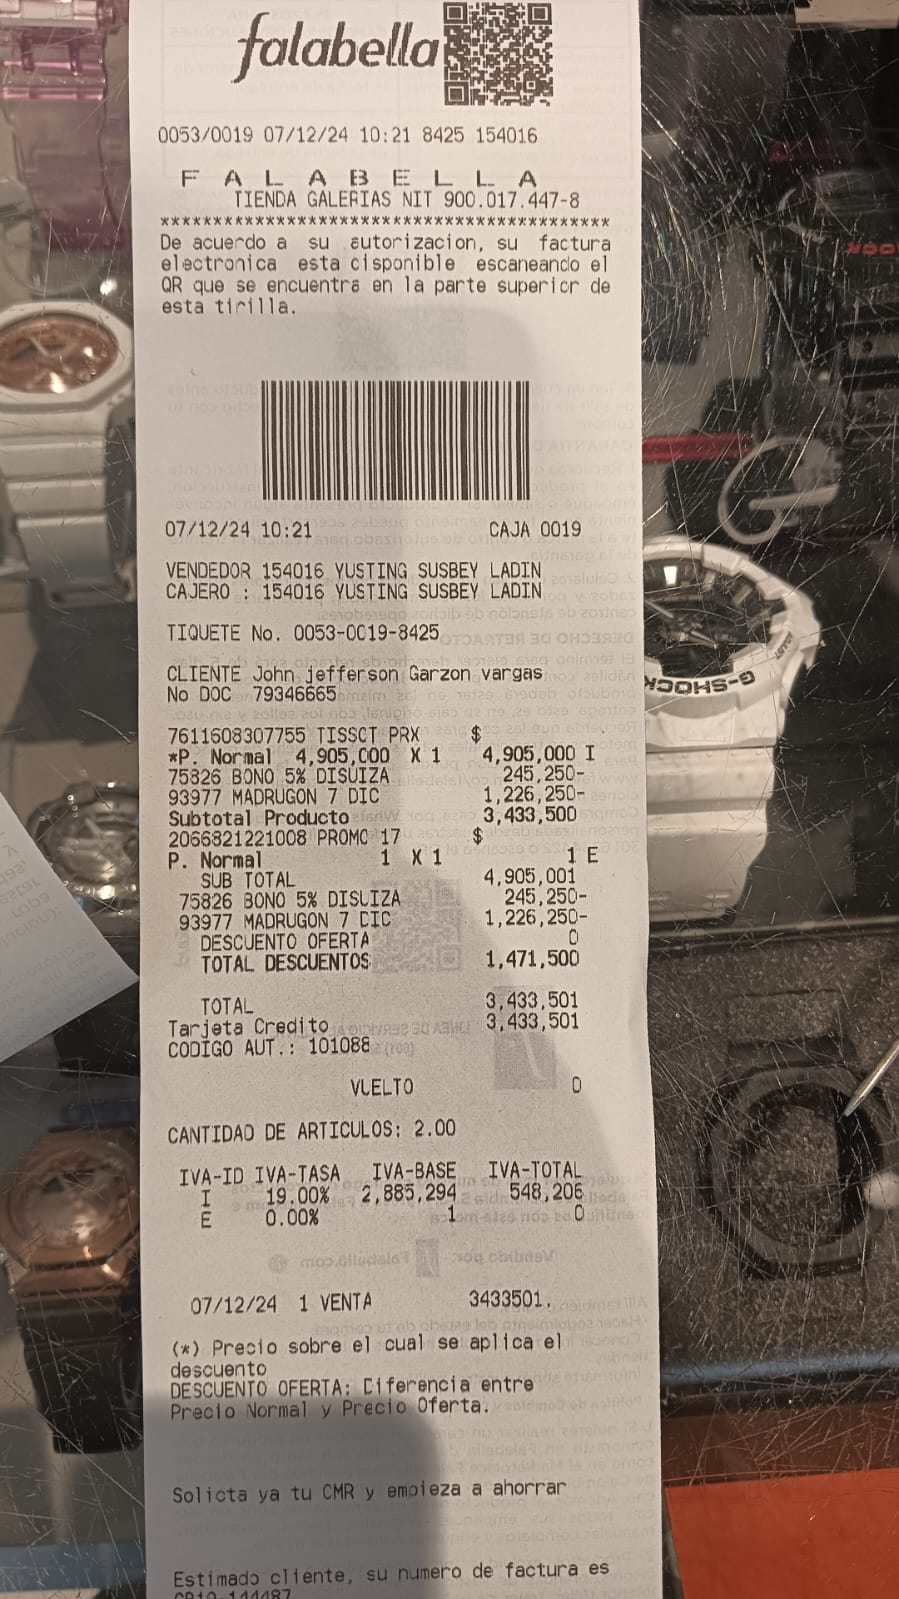 falabella
0053/0019 07/12/24 10:21 8425 154016
F A L A B E L L A
TIENDA GALERIAS NIT 900.017.447-8
*******************************************
De acuerdo a su autorizacion, su factura
electronica esta cisponible escaneando el
QR que se encuentra en la parte superior de
esta tirilla.
07/12/24 10:21 CAJA 0019
VENDEDOR 154016 YUSTING SUSBEY LADIN
CAJERO : 154016 YUSTING SUSBEY LADIN
TIQUETE No. 0053-0019-8425
CLIENTE John jefferson Garzon vargas
No DOC 79346665
7611608307755 TISSCT PRX $
*P. Normal 4,905,000 X 1 4,905,000 I
75826 BONO 5% DISUIZA 245,250-
93977 MADRUGON 7 DIC 1,226,250-
Subtotal Producto 3,433,500
2066821221008 PROMO 17 $
P. Normal 1 X 1 1 E
SUB TOTAL 4,905,001
75826 BONO 5% DISUIZA 245,250-
93977 MADRUGON 7 DIC 1,226,250-
DESCUENTO OFERTA 0
TOTAL DESCUENTOS 1,471,500
TOTAL 3,433,501
Tarjeta Credito 3,433,501
CODIGO AUT.: 101088
VUELTO 0
CANTIDAD DE ARTICULOS: 2.00
IVA-ID IVA-TASA IVA-BASE IVA-TOTAL
I 19.00% 2,885,294 548,206
E 0.00% 1 0
07/12/24 1 VENTA 3433501.
(*) Precio sobre el cual se aplica el
descuento
DESCUENTO OFERTA: Diferencia entre
Precio Normal y Precio Oferta.
Solicta ya tu CMR y empieza a ahorrar
Estimado cliente, su numero de factura es
G-SHOCK
ADJUST